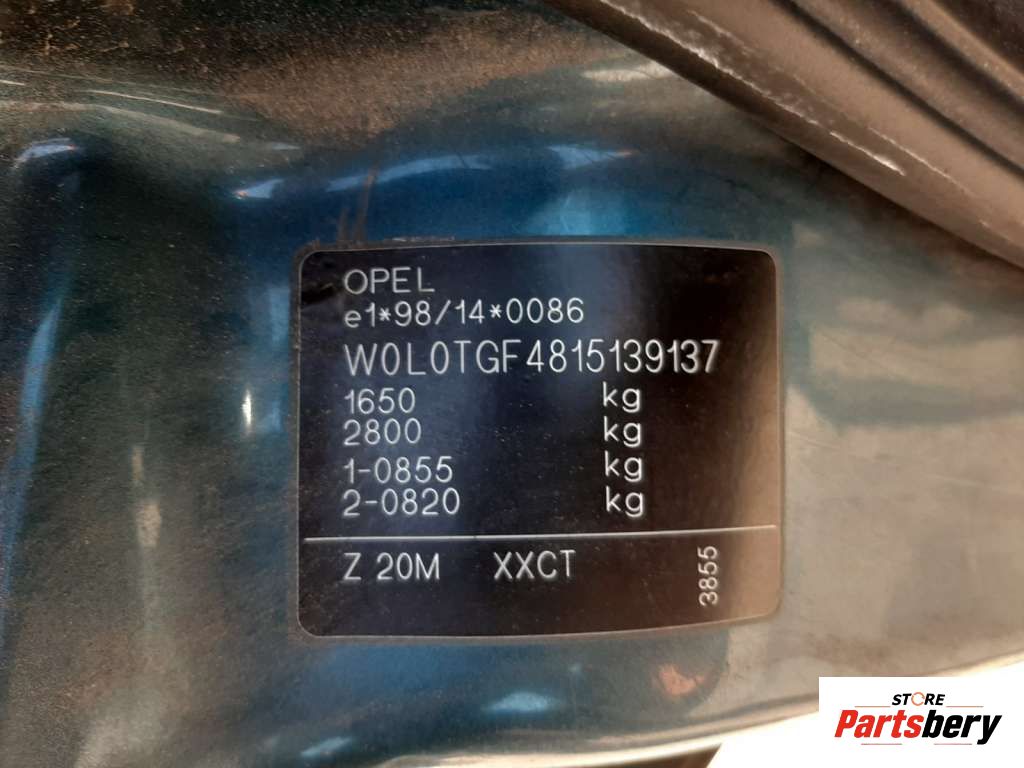 OPEL
e1*98/14*0086
W0L0TGF4815139137
1650 kg
2800 kg
1-0855 kg
2-0820 kg
Z 20M XXCT 3855
STORE
Partsbery